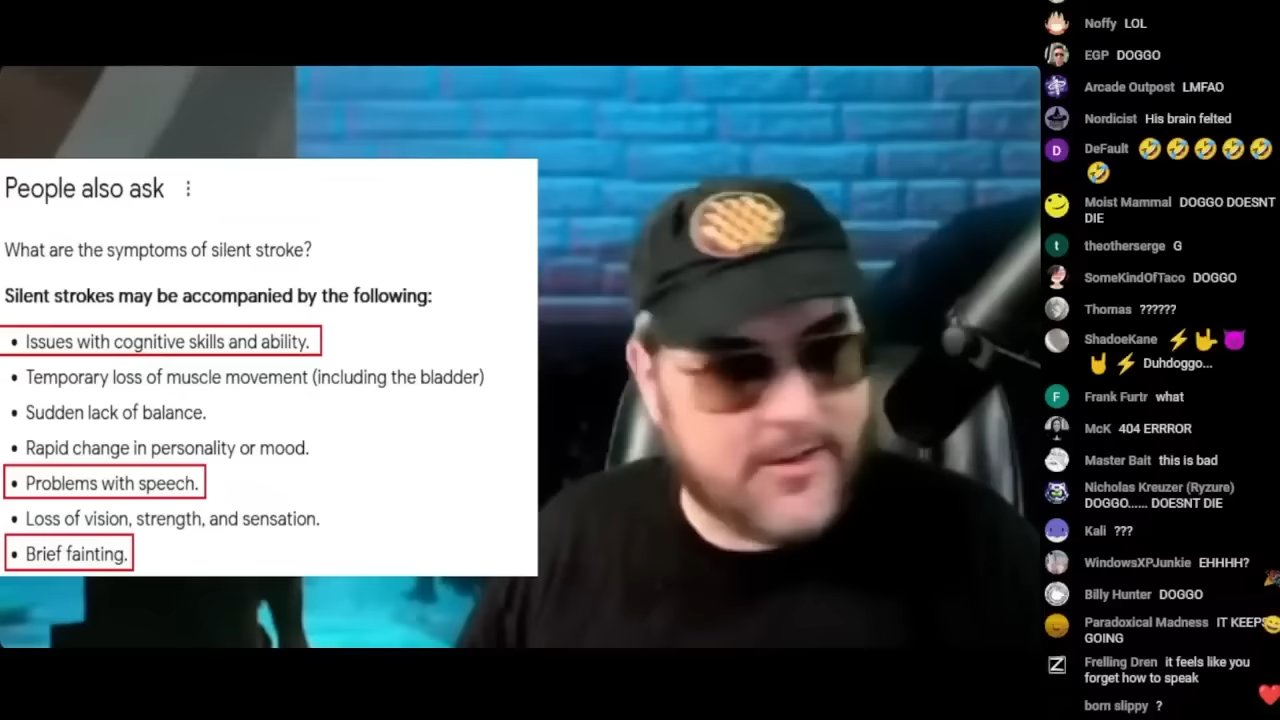 People also ask
What are the symptoms of silent stroke?
Silent strokes may be accompanied by the following:
• Issues with cognitive skills and ability.
• Temporary loss of muscle movement (including the bladder)
• Sudden lack of balance.
• Rapid change in personality or mood.
• Problems with speech.
• Loss of vision, strength, and sensation.
• Brief fainting.
Noffy LOL
EGP DOGGO
Arcade Outpost LMFAO
Nordicist His brain felted
D DeFault 🤣🤣🤣🤣🤣
🤣
Moist Mammal DOGGO DOESNT
DIE
t theotherserge G
SomeKindOfTaco DOGGO
Thomas ??????
ShadoeKane ⚡🤘😈
🤘⚡ Duhdoggo...
F Frank Furtr what
McK 404 ERRROR
Master Bait this is bad
Nicholas Kreuzer (Ryzure)
DOGGO...... DOESNT DIE
Kali ???
WindowsXPJunkie EHHHH?
Billy Hunter DOGGO
Paradoxical Madness IT KEEPS
GOING
Z Frelling Dren it feels like you
forget how to speak
born slippy ?